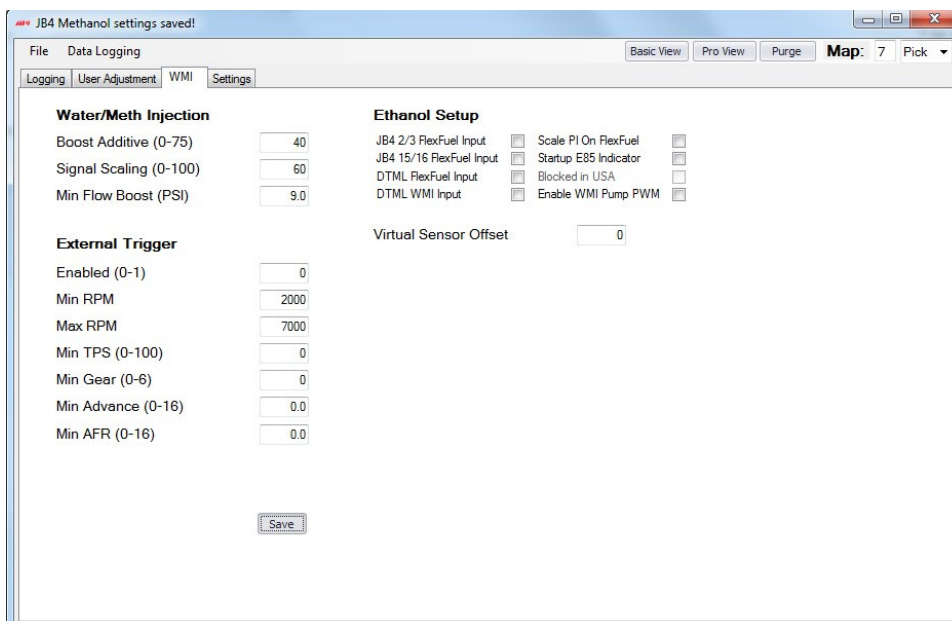 JB4 JB4 Methanol settings saved!
File Data Logging Basic View Pro View Purge Map: 7 Pick
Logging User Adjustment WMI Settings
Water/Meth Injection
Boost Additive (0-75) 40
Signal Scaling (0-100) 60
Min Flow Boost (PSI) 9.0
External Trigger
Enabled (0-1) 0
Min RPM 2000
Max RPM 7000
Min TPS (0-100) 0
Min Gear (0-6) 0
Min Advance (0-16) 0.0
Min AFR (0-16) 0.0
Save
Ethanol Setup
JB4 2/3 FlexFuel Input Scale PI On FlexFuel
JB4 15/16 FlexFuel Input Startup E85 Indicator
DTML FlexFuel Input Blocked in USA
DTML WMI Input Enable WMI Pump PWM
Virtual Sensor Offset 0